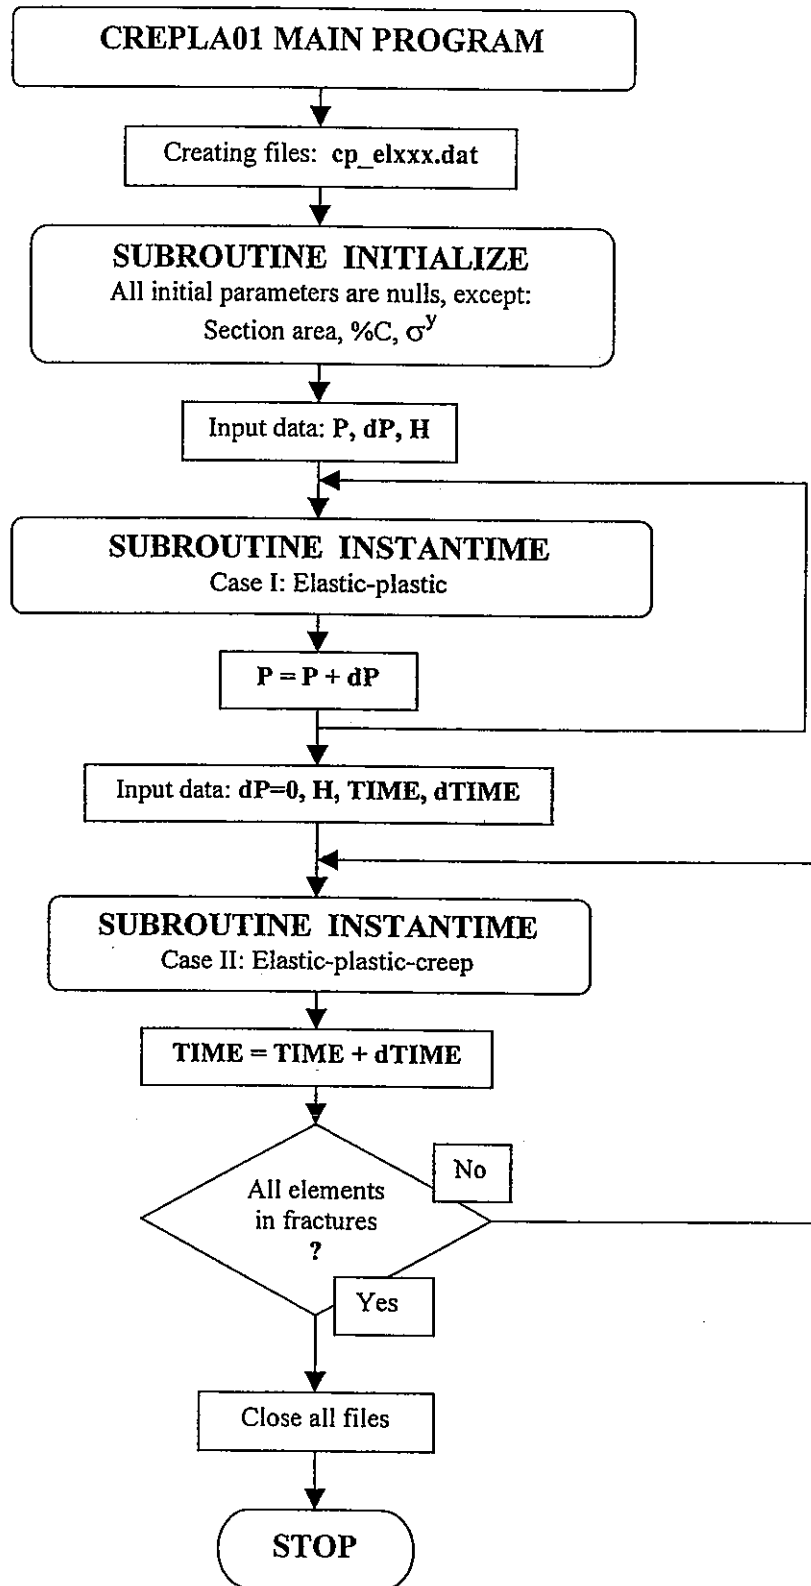 CREPLA01 MAIN PROGRAM
Creating files: cp_elxxx.dat
SUBROUTINE INITIALIZE
All initial parameters are nulls, except:
Section area, %C, σ^y
Input data: P, dP, H
SUBROUTINE INSTANTIME
Case I: Elastic-plastic
P = P + dP
Input data: dP=0, H, TIME, dTIME
SUBROUTINE INSTANTIME
Case II: Elastic-plastic-creep
TIME = TIME + dTIME
No
All elements
in fractures
?
Yes
Close all files
STOP